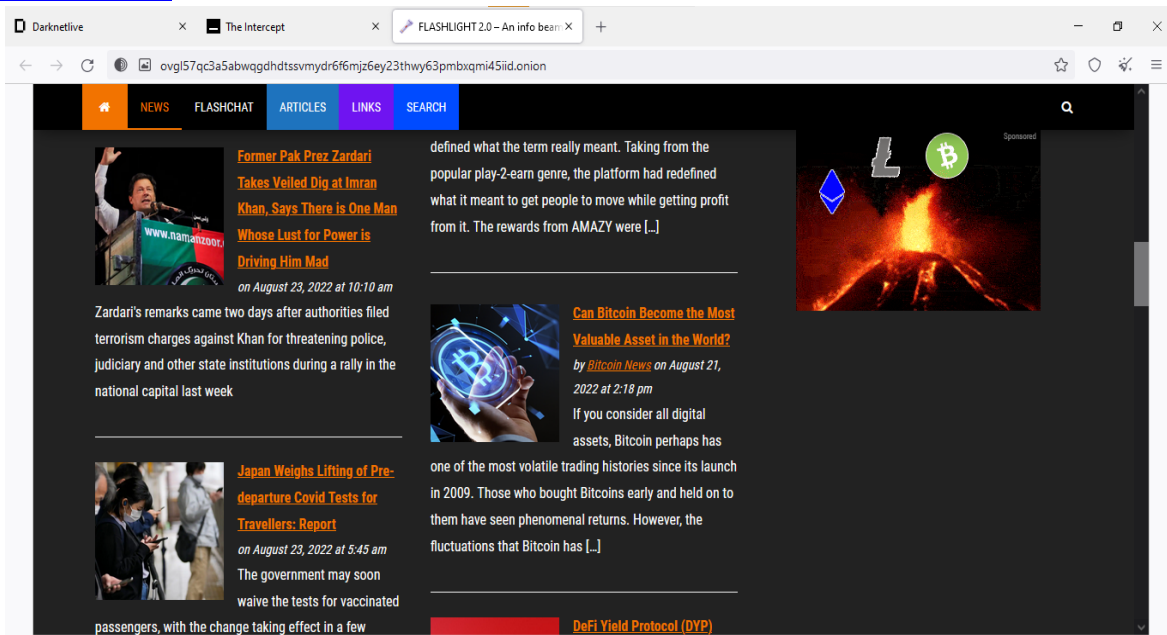 Darknetlive
The Intercept
FLASHLIGHT 2.0 – An info beam
ovgl57qc3a5abwqgdhdtssvmydr6f6mjz6ey23thwy63pmbxqmi45iid.onion
NEWS FLASHCHAT ARTICLES LINKS SEARCH
Former Pak Prez Zardari
Takes Veiled Dig at Imran
Khan, Says There is One Man
Whose Lust for Power is
Driving Him Mad
on August 23, 2022 at 10:10 am
Zardari's remarks came two days after authorities filed
terrorism charges against Khan for threatening police,
judiciary and other state institutions during a rally in the
national capital last week
www.namanzoor.
Japan Weighs Lifting of Pre-
departure Covid Tests for
Travellers: Report
on August 23, 2022 at 5:45 am
The government may soon
waive the tests for vaccinated
passengers, with the change taking effect in a few
defined what the term really meant. Taking from the
popular play-2-earn genre, the platform had redefined
what it meant to get people to move while getting profit
from it. The rewards from AMAZY were [...]
Can Bitcoin Become the Most
Valuable Asset in the World?
by Bitcoin News on August 21,
2022 at 2:18 pm
If you consider all digital
assets, Bitcoin perhaps has
one of the most volatile trading histories since its launch
in 2009. Those who bought Bitcoins early and held on to
them have seen phenomenal returns. However, the
fluctuations that Bitcoin has [...]
DeFi Yield Protocol (DYP)
Sponsored